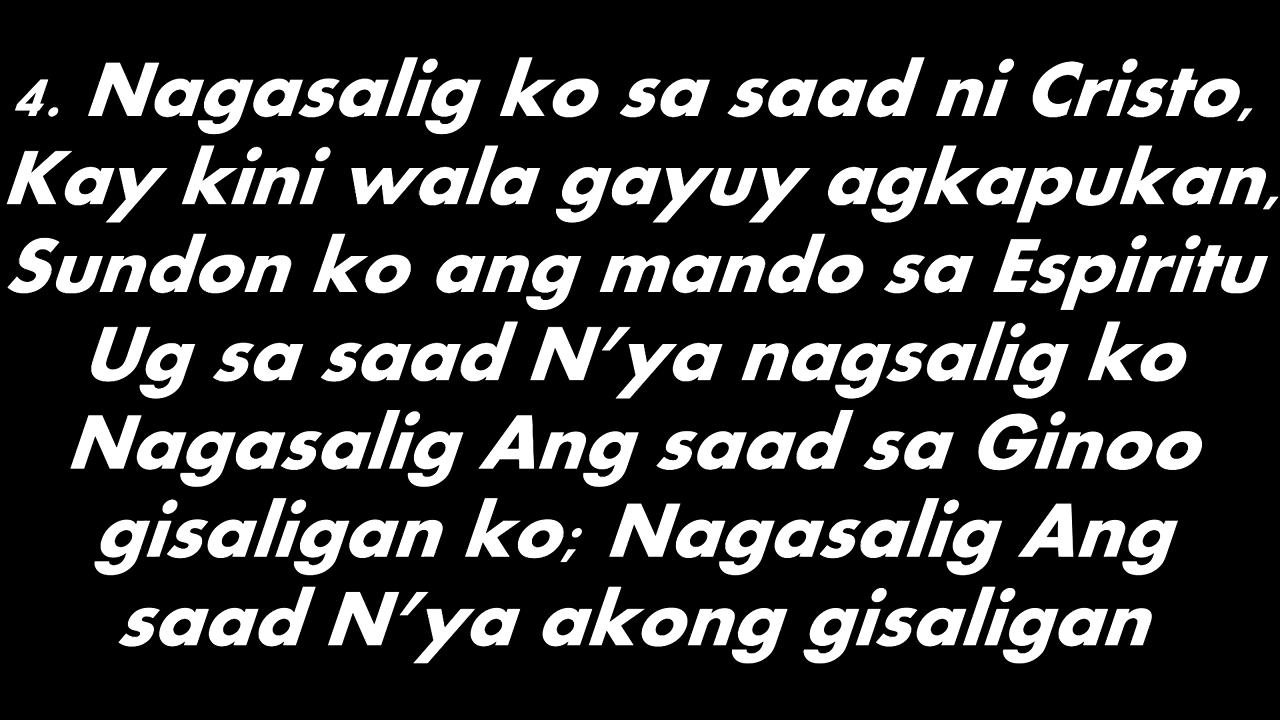 4. Nagasalig ko sa saad ni Cristo,
Kay kini wala gayuy agkapukan,
Sundon ko ang mando sa Espiritu
Ug sa saad N'ya nagsalig ko
Nagasalig Ang saad sa Ginoo
gisaligan ko; Nagasalig Ang
saad N'ya akong gisaligan